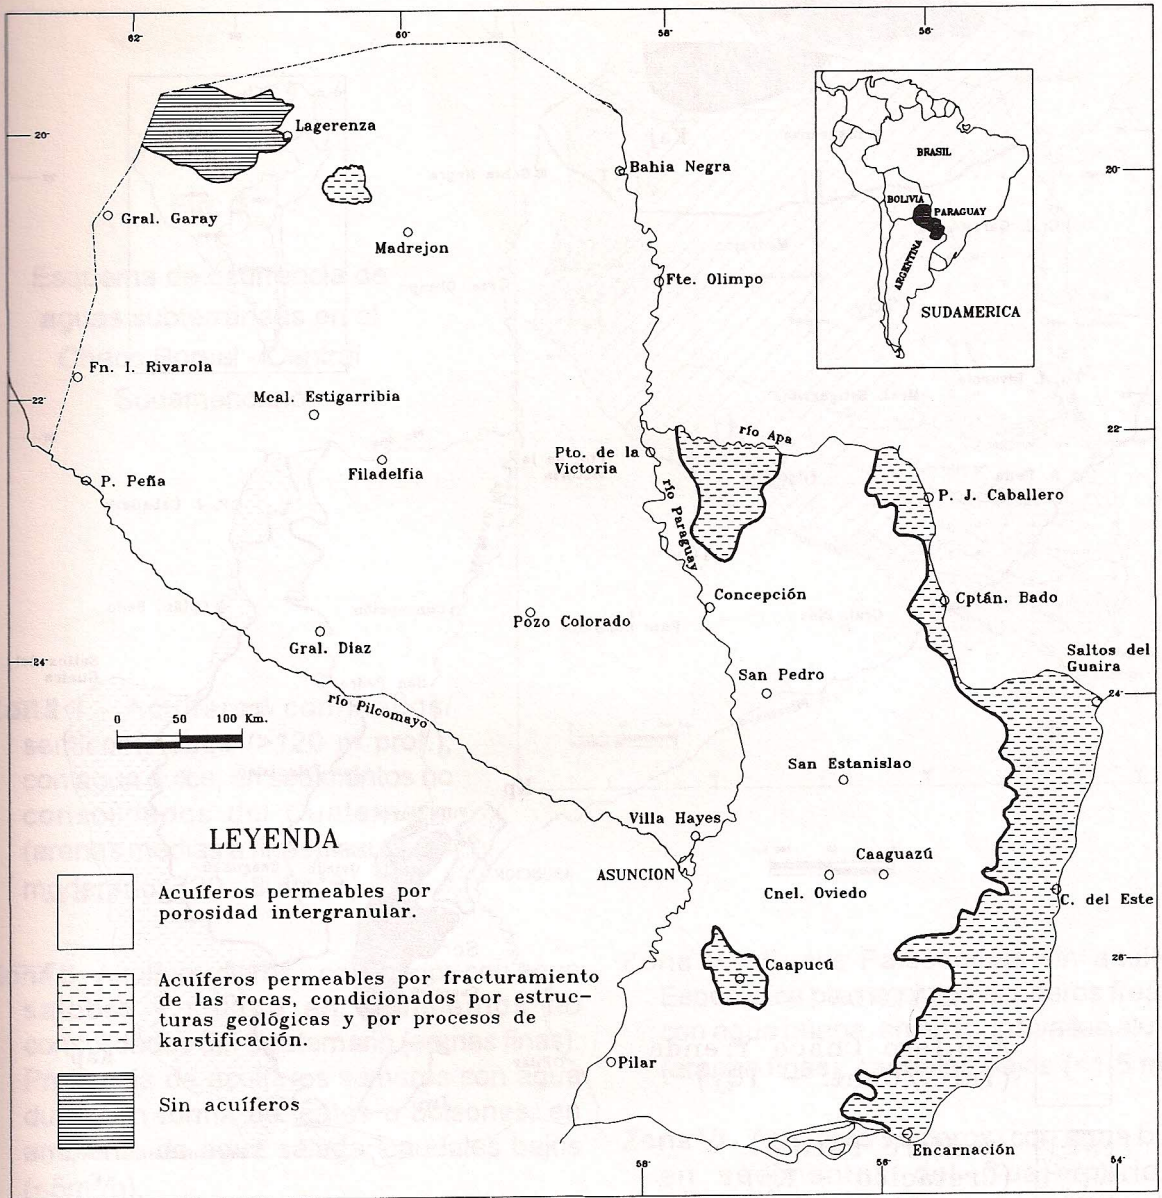 62°
60°
58°
56°
20°
20°
22°
22°
24°
24°
26°
58°
56°
54°
Lagerenza
Bahia Negra
Gral. Garay
Madrejon
Fte. Olimpo
Fn. I. Rivarola
Mcal. Estigarribia
Filadelfia
P. Peña
Pto. de la
Victoria
río Apa
río Paraguay
P. J. Caballero
Concepción
Cptán. Bado
Pozo Colorado
Gral. Diaz
San Pedro
Saltos del
Guaira
río Pilcomayo
0 50 100 Km.
San Estanislao
Villa Hayes
Caaguazú
ASUNCION
Cnel. Oviedo
C. del Este
Caapucú
Pilar
Encarnación
BRASIL
BOLIVIA
PARAGUAY
ARGENTINA
SUDAMERICA
LEYENDA
Acuíferos permeables por
porosidad intergranular.
Acuíferos permeables por fracturamiento
de las rocas, condicionados por estruc-
turas geológicas y por procesos de
karstificación.
Sin acuíferos